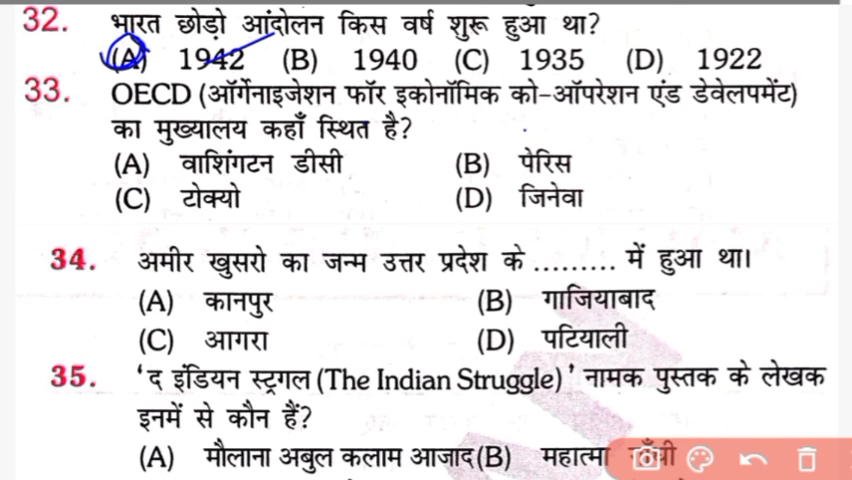 32. भारत छोड़ो आंदोलन किस वर्ष शुरू हुआ था?
(A) 1942 (B) 1940 (C) 1935 (D) 1922
33. OECD (ऑर्गेनाइजेशन फॉर इकोनॉमिक को-ऑपरेशन एंड डेवेलपमेंट)
का मुख्यालय कहाँ स्थित है?
(A) वाशिंगटन डीसी (B) पेरिस
(C) टोक्यो (D) जिनेवा
34. अमीर खुसरो का जन्म उत्तर प्रदेश के ......... में हुआ था।
(A) कानपुर (B) गाजियाबाद
(C) आगरा (D) पटियाली
35. 'द इंडियन स्ट्रगल (The Indian Struggle)' नामक पुस्तक के लेखक
इनमें से कौन हैं?
(A) मौलाना अबुल कलाम आजाद (B) महात्मा गाँधी